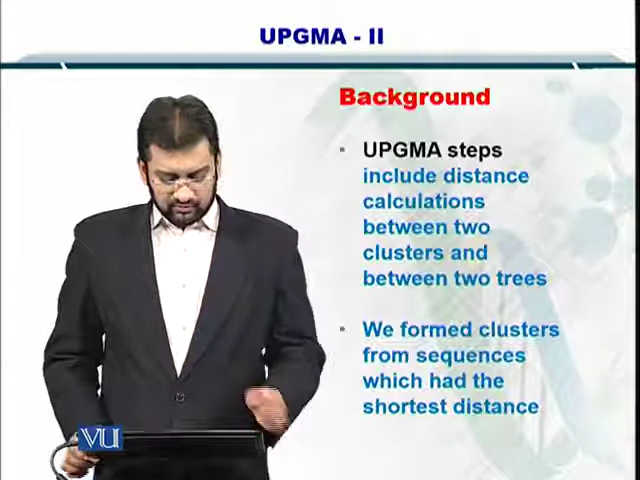 UPGMA - II
Background
UPGMA steps
include distance
calculations
between two
clusters and
between two trees
We formed clusters
from sequences
which had the
shortest distance
VU